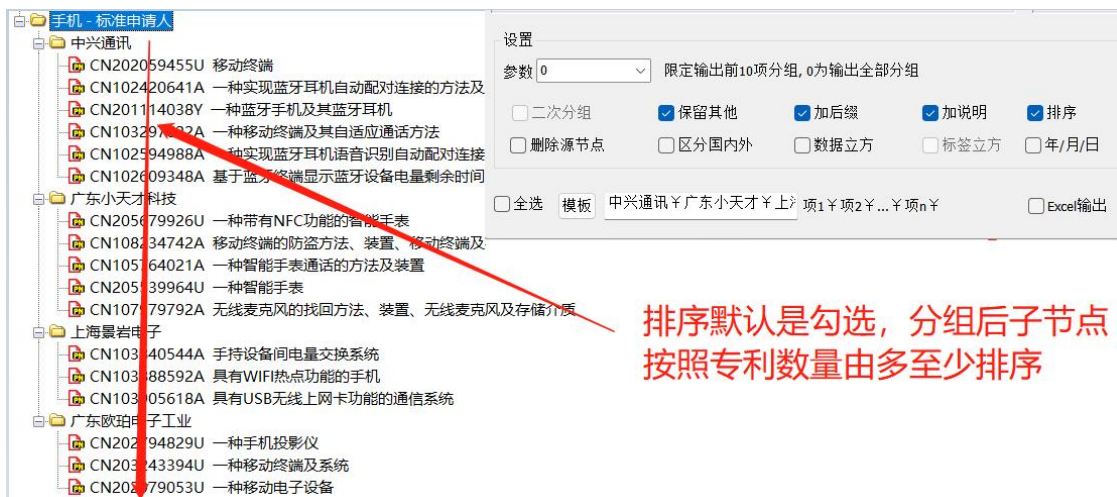 手机 - 标准申请人
中兴通讯
CN202059455U 移动终端
CN102420641A 一种实现蓝牙耳机自动配对连接的方法及
CN201114038Y 一种蓝牙手机及其蓝牙耳机
一种移动终端及其自适应通话方法
CN102594988A 一种实现蓝牙耳机语音识别自动配对连接
CN102609348A 基于蓝牙终端显示蓝牙设备电量剩余时间
广东小天才科技
CN205679926U 一种带有NFC功能的智能手表
CN108234742A 移动终端的防盗方法、装置、移动终端及
CN105764021A 一种智能手表通话的方法及装置
一种智能手表
无线麦克风的找回方法、装置、无线麦克风及存储介质
上海景岩电子
手持设备间电量交换系统
具有WIFI热点功能的手机
具有USB无线上网卡功能的通信系统
广东欧珀电子工业
一种手机投影仪
一种移动终端及系统
一种移动电子设备
设置
参数 0 限定输出前10项分组, 0为输出全部分组
二次分组 保留其他 加后缀 加说明 排序
删除源节点 区分国内外 数据立方 标签立方 年/月/日
全选 模板 中兴通讯￥广东小天才￥上 项1￥项2￥...￥项n￥ Excel输出
排序默认是勾选，分组后子节点
按照专利数量由多至少排序